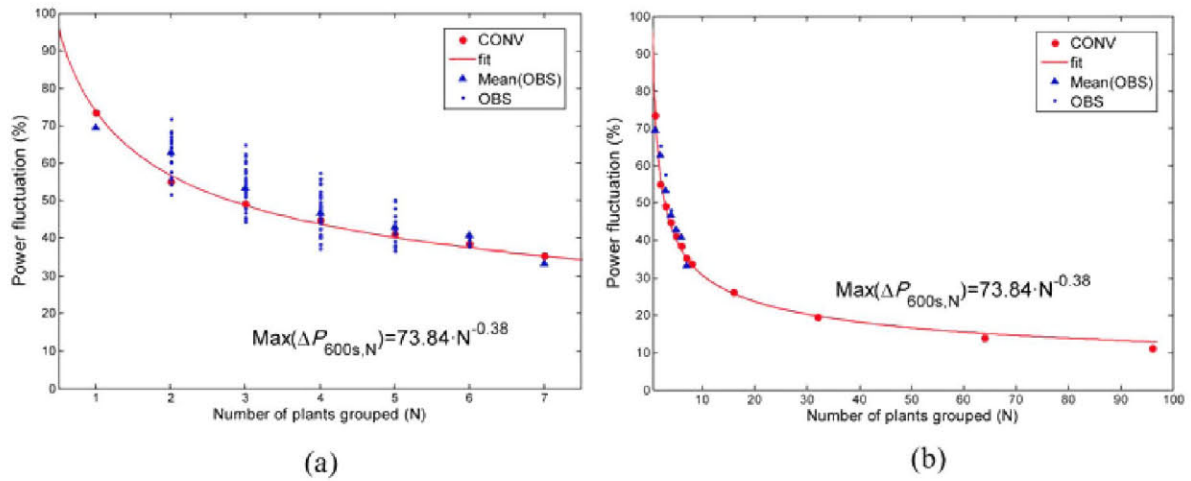 100
90
80
70
60
50
40
30
20
10
0
Power fluctuation (%)
CONV
fit
Mean(OBS)
OBS
Max(ΔP600s,N)=73.84·N-0.38
1 2 3 4 5 6 7
Number of plants grouped (N)
(a)
100
90
80
70
60
50
40
30
20
10
0
Power fluctuation (%)
CONV
fit
Mean(OBS)
OBS
Max(ΔP600s,N)=73.84·N-0.38
10 20 30 40 50 60 70 80 90 100
Number of plants grouped (N)
(b)